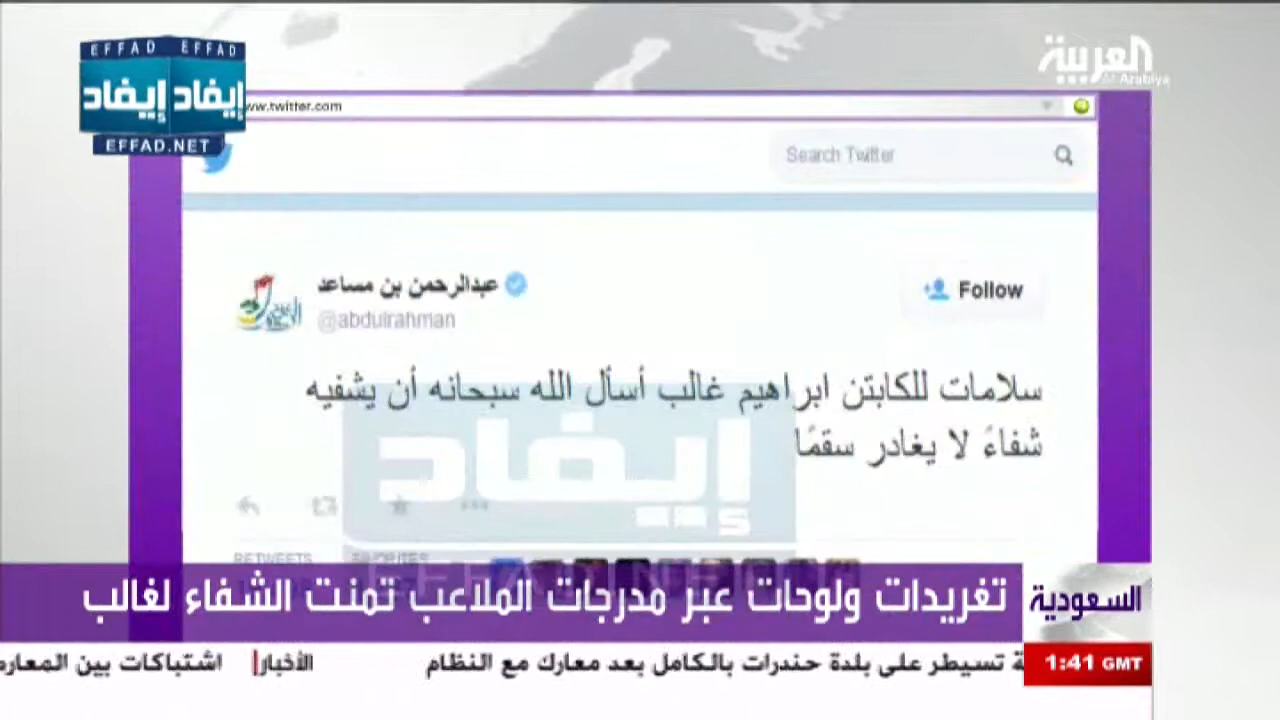 EFFAD EFFAD
إيفاد إيفاد
EFFAD.NET
العربية
Al Arabiya
www.twitter.com
Search Twitter
عبدالرحمن بن مساعد
@abdulrahman
Follow
سلامات للكابتن ابراهيم غالب أسأل الله سبحانه أن يشفيه
شفاءً لا يغادر سقمًا
إيفاد
RETWEETS FAVORITES
السعودية
تغريدات ولوحات عبر مدرجات الملاعب تمنت الشفاء لغالب
1:41 GMT
ة تسيطر على بلدة حندرات بالكامل بعد معارك مع النظام
الأخبار
اشتباكات بين المعار